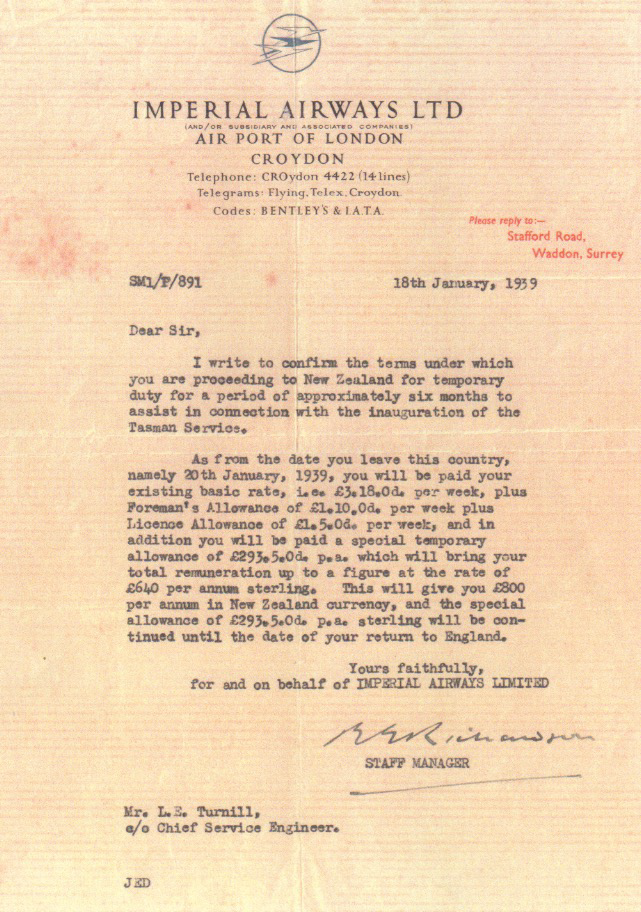 IMPERIAL AIRWAYS LTD
(AND/OR SUBSIDIARY AND ASSOCIATED COMPANIES)
AIR PORT OF LONDON
CROYDON
Telephone: CROydon 4422 (14 lines)
Telegrams: Flying, Telex, Croydon.
Codes: BENTLEY'S & I.A.T.A.
Please reply to:—
Stafford Road,
Waddon, Surrey
SM1/P/891 18th January, 1939
Dear Sir,
I write to confirm the terms under which
you are proceeding to New Zealand for temporary
duty for a period of approximately six months to
assist in connection with the inauguration of the
Tasman Service.
As from the date you leave this country,
namely 20th January, 1939, you will be paid your
existing basic rate, i.e. £3.18.0d. per week, plus
Foreman's Allowance of £1.10.0d. per week plus
Licence Allowance of £1.5.0d. per week, and in
addition you will be paid a special temporary
allowance of £293.5.0d. p.a. which will bring your
total remuneration up to a figure at the rate of
£640 per annum sterling. This will give you £800
per annum in New Zealand currency, and the special
allowance of £293.5.0d. p.a. sterling will be con-
tinued until the date of your return to England.
Yours faithfully,
for and on behalf of IMPERIAL AIRWAYS LIMITED
Richardson
STAFF MANAGER
Mr. L.E. Turnill,
c/o Chief Service Engineer.
JED